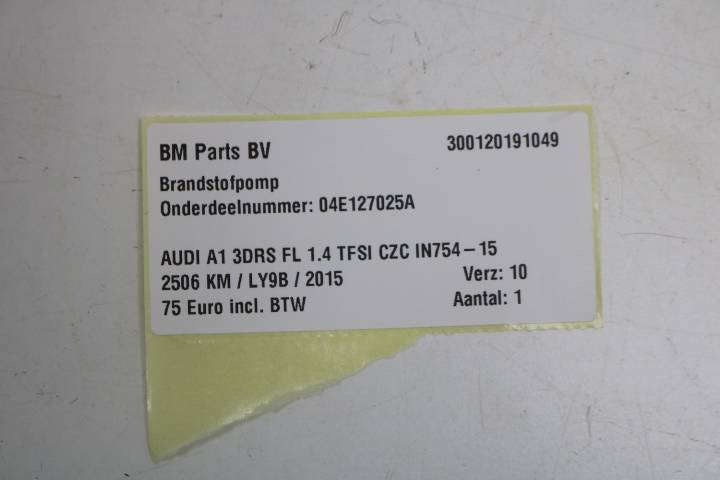 BM Parts BV 300120191049
Brandstofpomp
Onderdeelnummer: 04E127025A
AUDI A1 3DRS FL 1.4 TFSI CZC IN754-15
2506 KM / LY9B / 2015 Verz: 10
75 Euro incl. BTW Aantal: 1